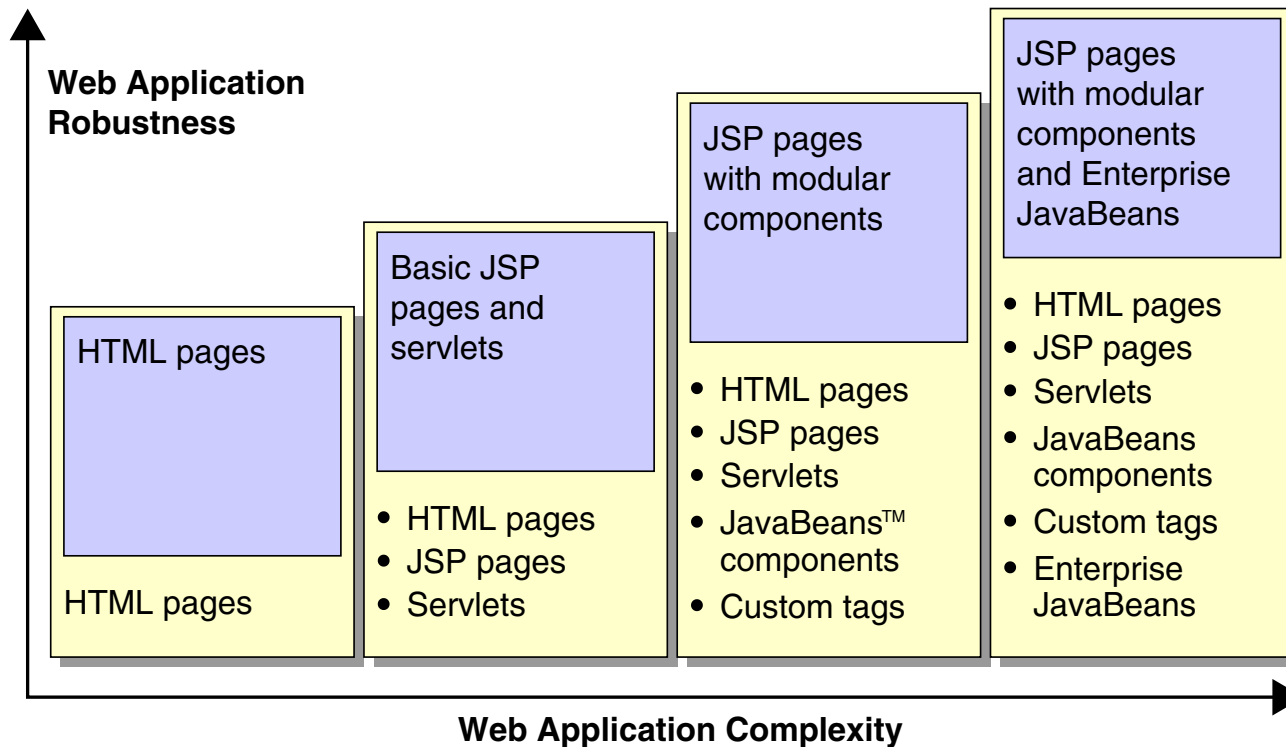 Web Application
Robustness
HTML pages
HTML pages
Basic JSP
pages and
servlets
• HTML pages
• JSP pages
• Servlets
JSP pages
with modular
components
• HTML pages
• JSP pages
• Servlets
• JavaBeans™
components
• Custom tags
JSP pages
with modular
components
and Enterprise
JavaBeans
• HTML pages
• JSP pages
• Servlets
• JavaBeans
components
• Custom tags
• Enterprise
JavaBeans
Web Application Complexity